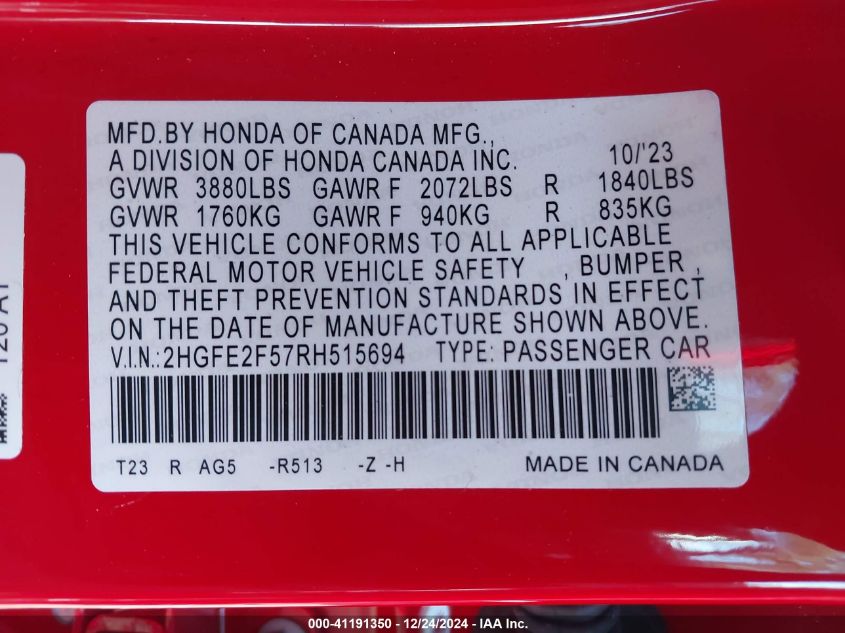 MFD.BY HONDA OF CANADA MFG.,
A DIVISION OF HONDA CANADA INC. 10/'23
GVWR 3880LBS GAWR F 2072LBS R 1840LBS
GVWR 1760KG GAWR F 940KG R 835KG
THIS VEHICLE CONFORMS TO ALL APPLICABLE
FEDERAL MOTOR VEHICLE SAFETY , BUMPER ,
AND THEFT PREVENTION STANDARDS IN EFFECT
ON THE DATE OF MANUFACTURE SHOWN ABOVE.
V.I.N.:2HGFE2F57RH515694 TYPE: PASSENGER CAR
T23 R AG5 -R513 -Z -H MADE IN CANADA
000-41191350 - 12/24/2024 - IAA Inc.